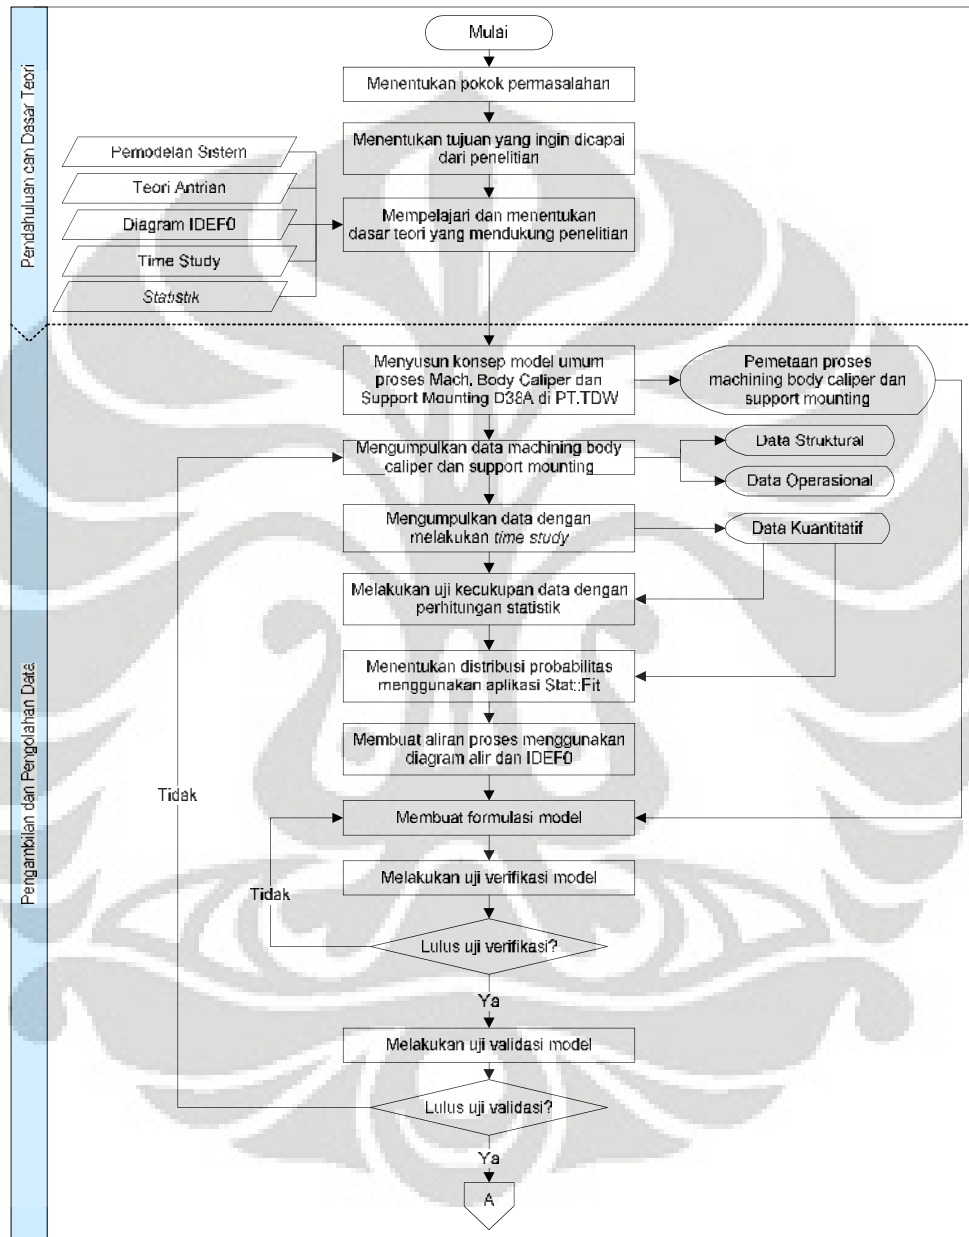 Pendahuluan dan Dasar Teori
Mulai
Menentukan pokok permasalahan
Menentukan tujuan yang ingin dicapai
dari penelitian
Pemodelan Sistem
Teori Antrian
Diagram IDEF0
Time Study
Statistik
Mempelajari dan menentukan
dasar teori yang mendukung penelitian
Pengambilan dan Pengolahan Data
Menyusun konsep model umum
proses Mach. Body Caliper dan
Support Mounting D38A di PT.TDW
Pemetaan proses
machining body caliper dan
support mounting
Mengumpulkan data machining body
caliper dan support mounting
Data Struktural
Data Operasional
Mengumpulkan data dengan
melakukan time study
Data Kuantitatif
Melakukan uji kecukupan data dengan
perhitungan statistik
Menentukan distribusi probabilitas
menggunakan aplikasi Stat::Fit
Membuat aliran proses menggunakan
diagram alir dan IDEF0
Tidak
Membuat formulasi model
Melakukan uji verifikasi model
Tidak
Lulus uji verifikasi?
Ya
Melakukan uji validasi model
Lulus uji validasi?
Ya
A